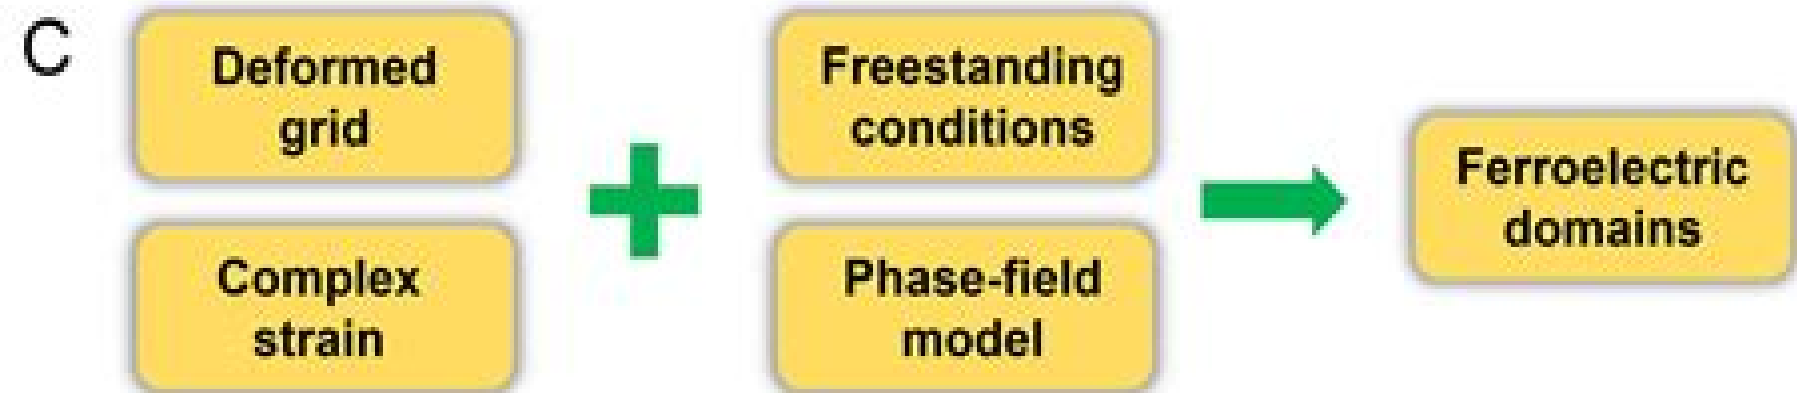 C
Deformed
grid
Complex
strain
Freestanding
conditions
Phase-field
model
Ferroelectric
domains